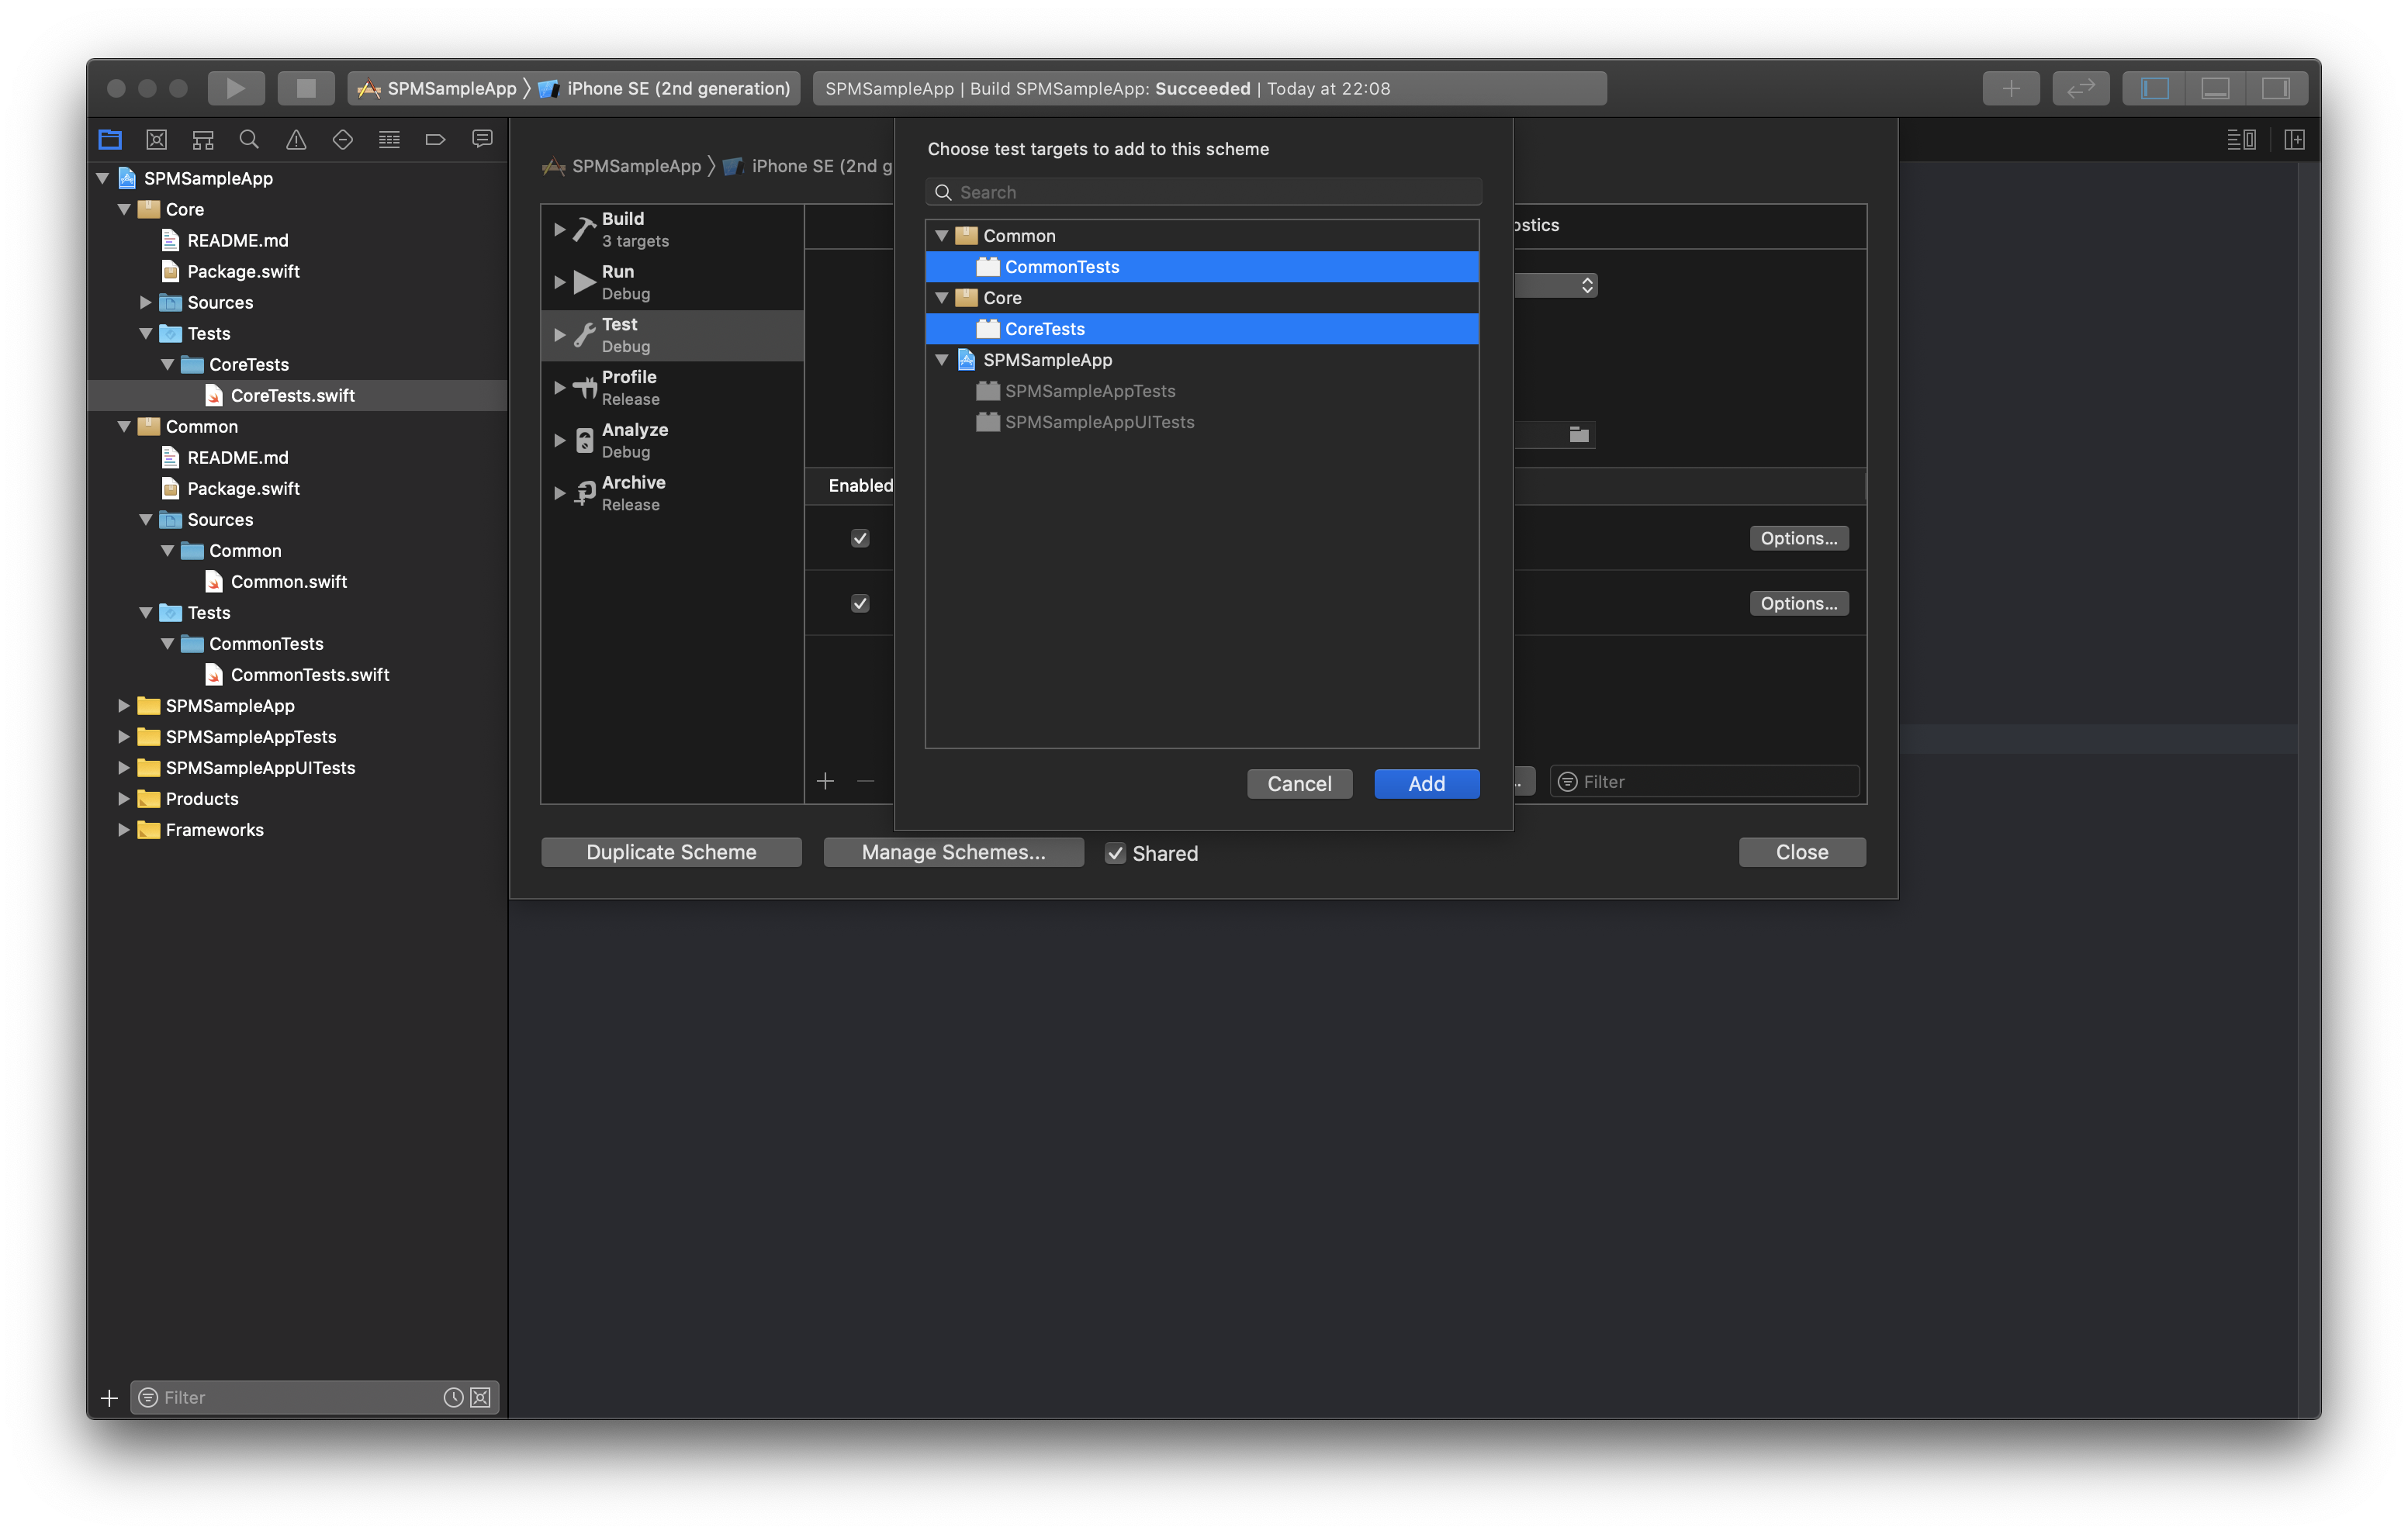 SPMSampleApp iPhone SE (2nd generation)
SPMSampleApp | Build SPMSampleApp: Succeeded | Today at 22:08
SPMSampleApp
Core
README.md
Package.swift
Sources
Tests
CoreTests
CoreTests.swift
Common
README.md
Package.swift
Sources
Common
Common.swift
Tests
CommonTests
CommonTests.swift
SPMSampleApp
SPMSampleAppTests
SPMSampleAppUITests
Products
Frameworks
Filter
SPMSampleApp iPhone SE (2nd g
Build
3 targets
Run
Debug
Test
Debug
Profile
Release
Analyze
Debug
Archive
Release
Enabled
Choose test targets to add to this scheme
Search
Common
CommonTests
Core
CoreTests
SPMSampleApp
SPMSampleAppTests
SPMSampleAppUITests
Cancel Add
ostics
Options...
Options...
Filter
Duplicate Scheme Manage Schemes... Shared Close